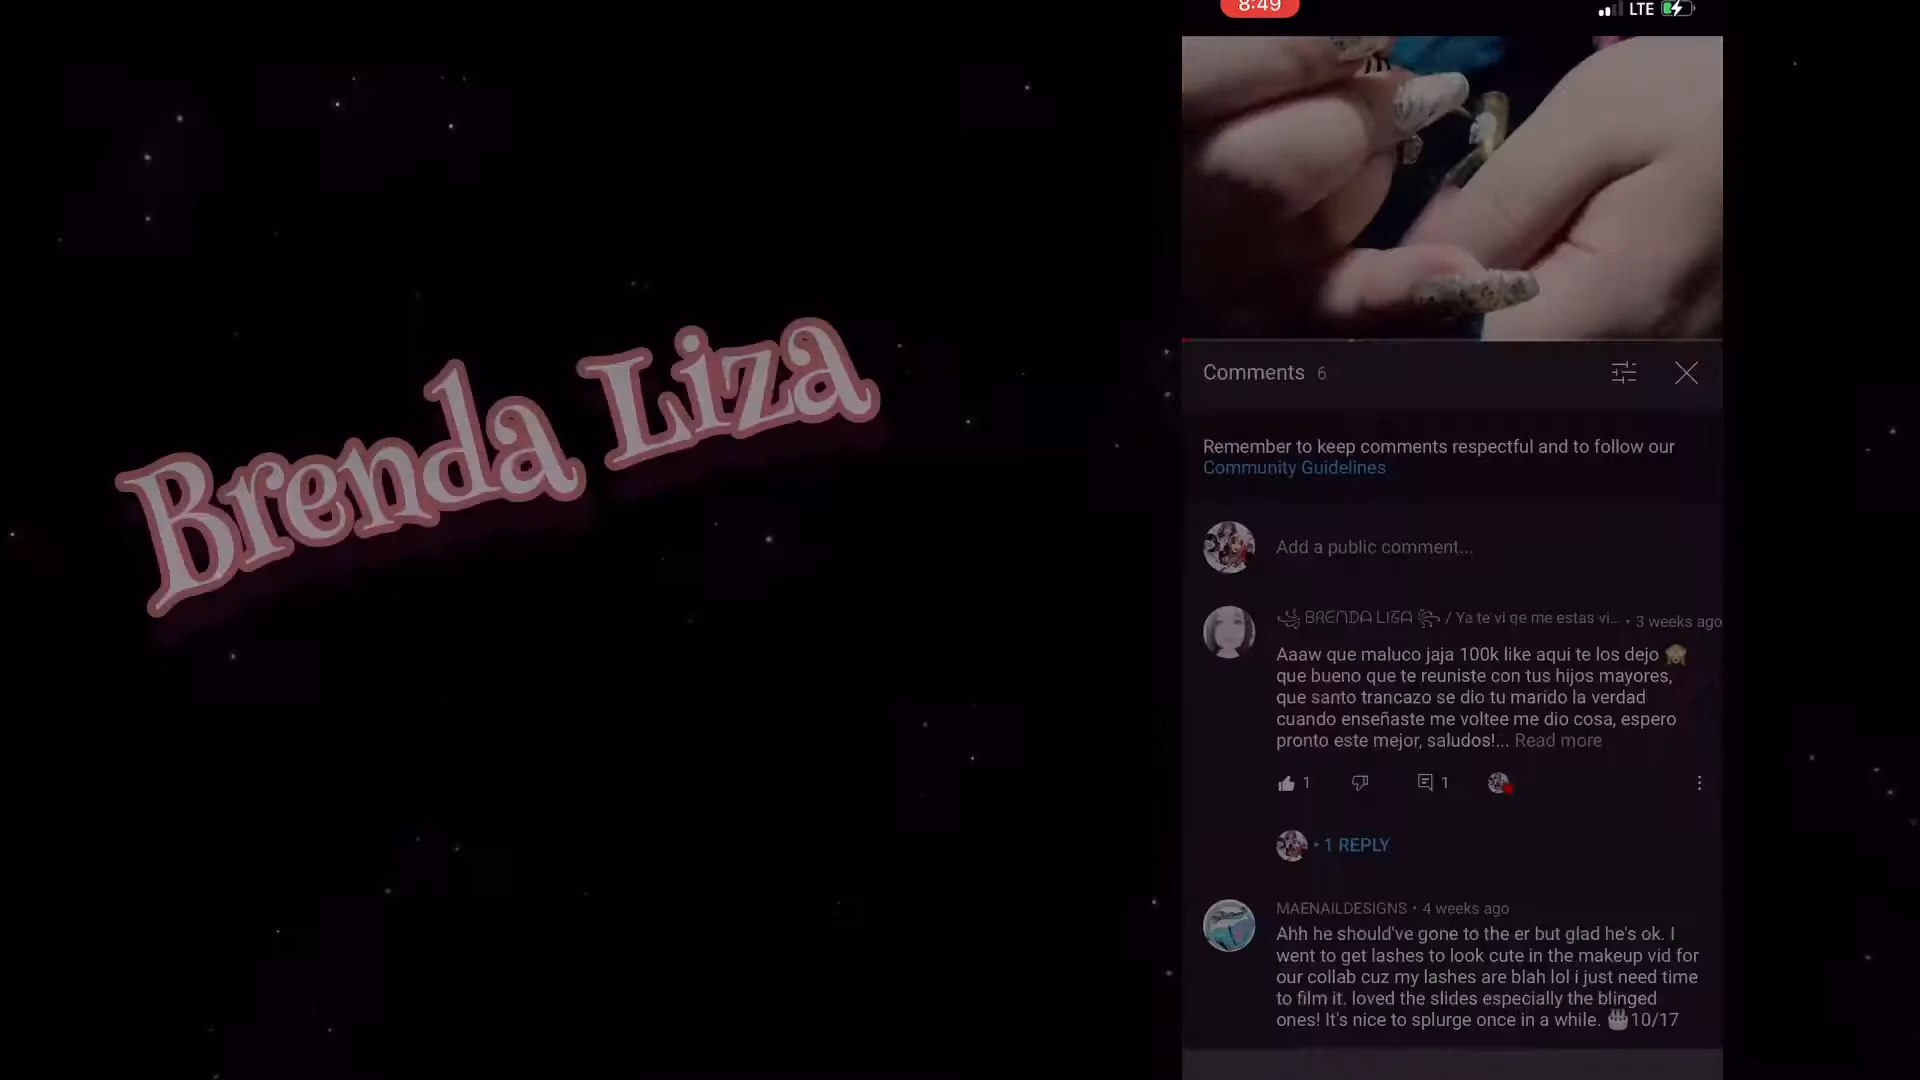 8:49
LTE
Brenda Liza
Comments 6
Remember to keep comments respectful and to follow our
Community Guidelines
Add a public comment...
BRENDA LIZA / Ya te vi qe me estas vi... • 3 weeks ago
Aaaw que maluco jaja 100k like aqui te los dejo 🙈
que bueno que te reuniste con tus hijos mayores,
que santo trancazo se dio tu marido la verdad
cuando enseñaste me voltee me dio cosa, espero
pronto este mejor, saludos!... Read more
1
1
• 1 REPLY
MAENAILDESIGNS • 4 weeks ago
Ahh he should've gone to the er but glad he's ok. I
went to get lashes to look cute in the makeup vid for
our collab cuz my lashes are blah lol i just need time
to film it. loved the slides especially the blinged
ones! It's nice to splurge once in a while. 🎂10/17